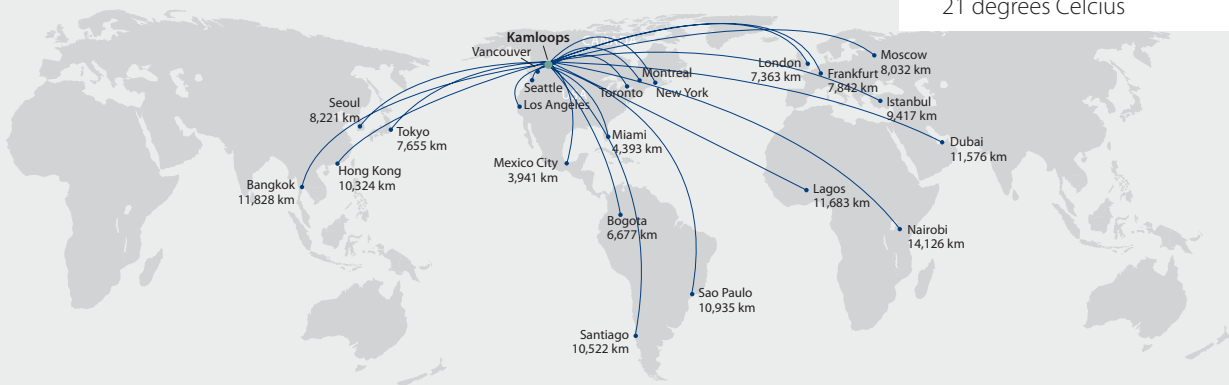 21 degrees Celcius
Kamloops
Vancouver
Seattle
Los Angeles
Montreal
Toronto
New York
London
7,363 km
Frankfurt
7,842 km
Moscow
8,032 km
Istanbul
9,417 km
Dubai
11,576 km
Seoul
8,221 km
Tokyo
7,655 km
Hong Kong
10,324 km
Bangkok
11,828 km
Mexico City
3,941 km
Miami
4,393 km
Bogota
6,677 km
Lagos
11,683 km
Nairobi
14,126 km
Sao Paulo
10,935 km
Santiago
10,522 km